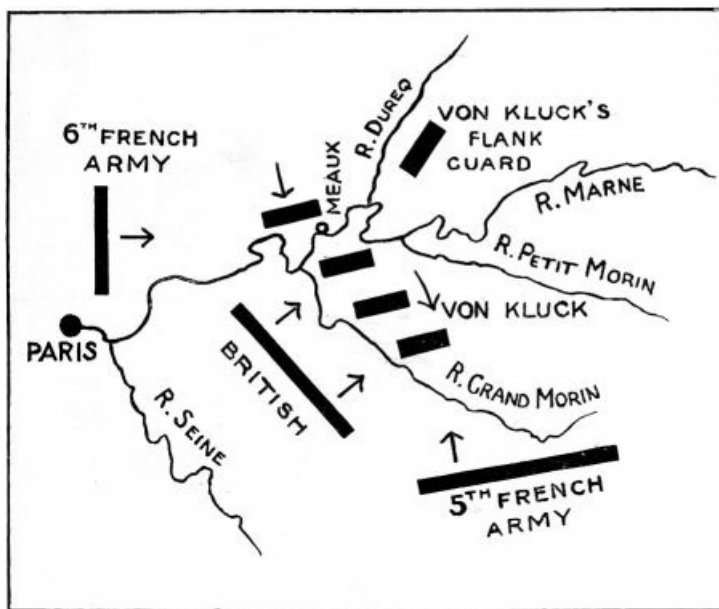 6TH FRENCH
ARMY
R. DUREQ
VON KLUCK'S
FLANK
GUARD
MEAUX
R. MARNE
R. PETIT MORIN
VON KLUCK
PARIS
BRITISH
R. GRAND MORIN
R. SEINE
5TH FRENCH
ARMY